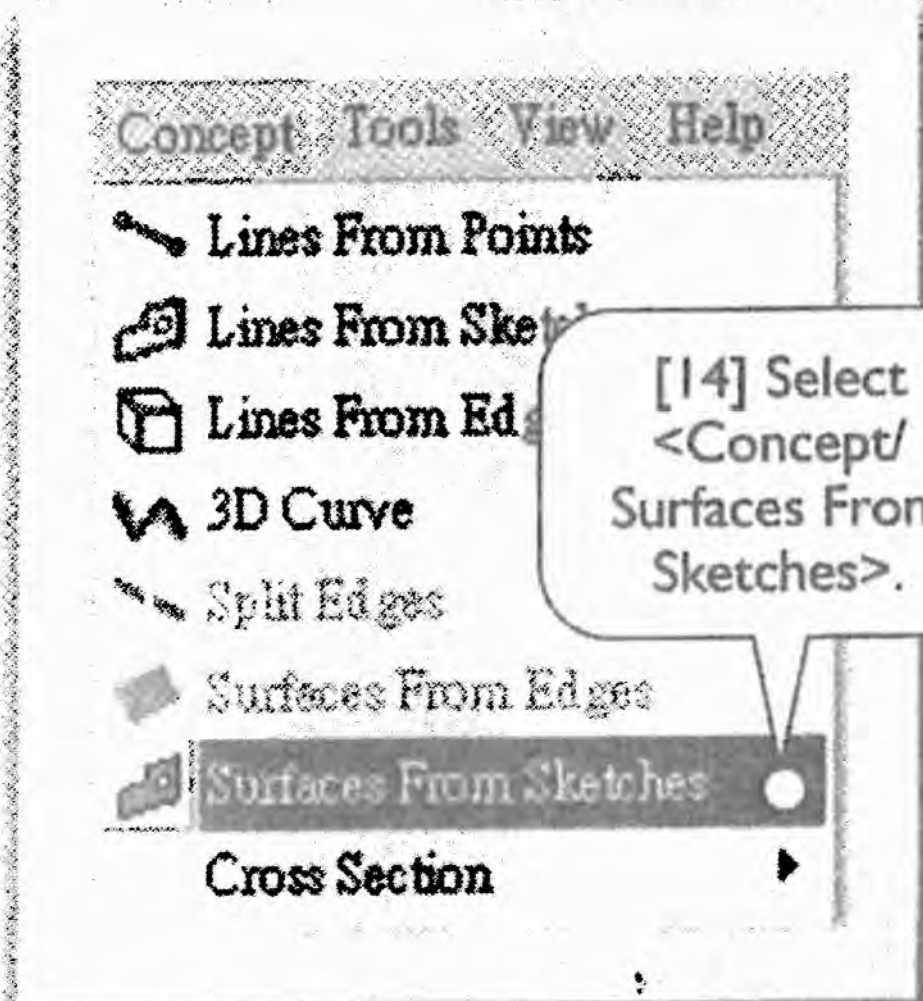 Concept Tools View Help
Lines From Points
Lines From Ske
Lines From Ed
3D Curve
Split Edges
Surfaces From Edges
Surfaces From Sketches
Cross Section
[14] Select
<Concept/
Surfaces From
Sketches>.